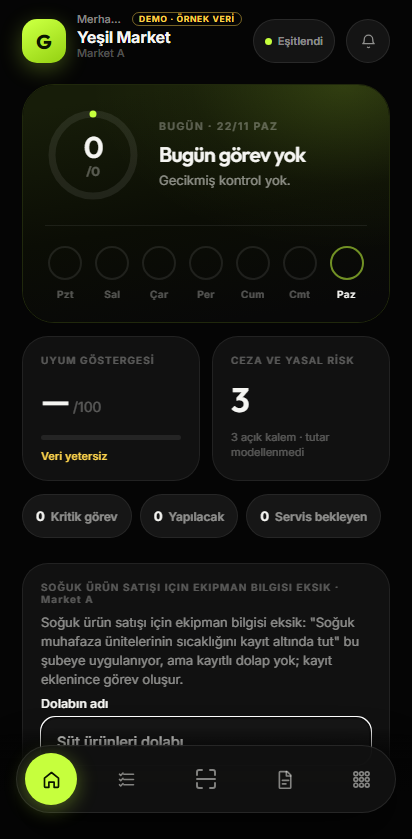 Merha... DEMO · ÖRNEK VERİ
G Yeşil Market
Market A
Eşitlendi
0
/0
BUGÜN · 22/11 PAZ
Bugün görev yok
Gecikmiş kontrol yok.
Pzt Sal Çar Per Cum Cmt Paz
UYUM GÖSTERGESİ
— /100
Veri yetersiz
CEZA VE YASAL RİSK
3
3 açık kalem · tutar
modellenmedi
0 Kritik görev 0 Yapılacak 0 Servis bekleyen
SOĞUK ÜRÜN SATIŞI IÇIN EKIPMAN BILGISI EKSIK ·
Market A
Soğuk ürün satışı için ekipman bilgisi eksik: "Soğuk
muhafaza ünitelerinin sıcaklığını kayıt altında tut" bu
şubeye uygulanıyor, ama kayıtlı dolap yok; kayıt
eklenince görev oluşur.
Dolabın adı
Süt ürünleri dolabı